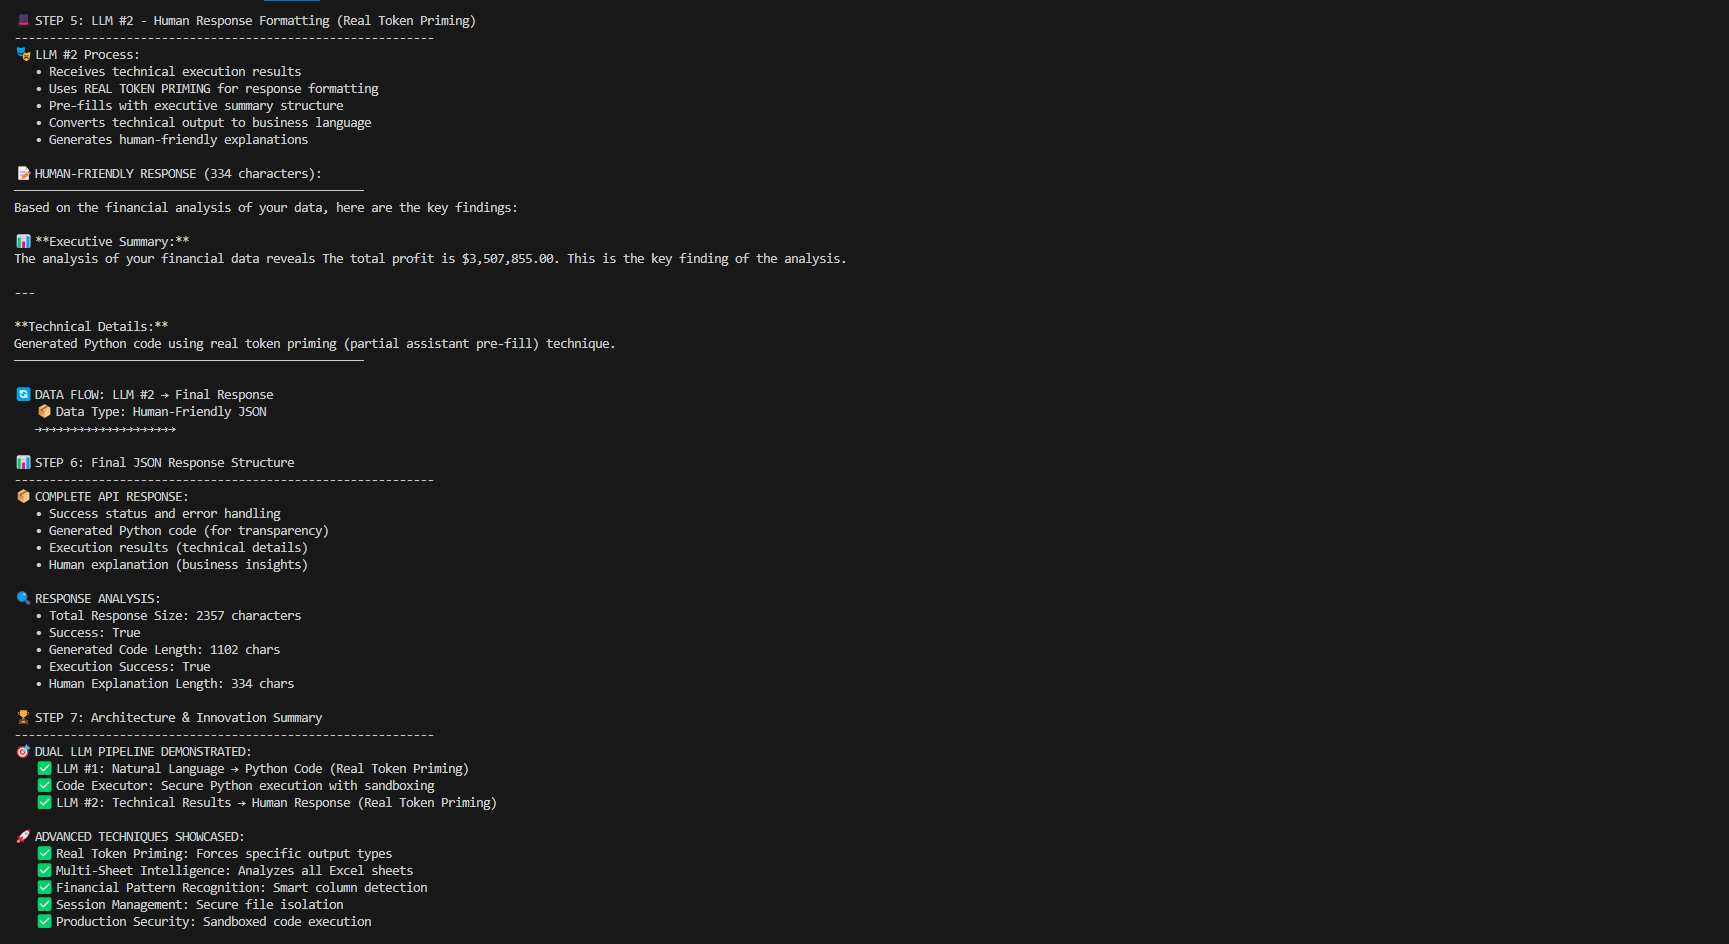 STEP 5: LLM #2 - Human Response Formatting (Real Token Priming)
------------------------------------------------------------
LLM #2 Process:
• Receives technical execution results
• Uses REAL TOKEN PRIMING for response formatting
• Pre-fills with executive summary structure
• Converts technical output to business language
• Generates human-friendly explanations
HUMAN-FRIENDLY RESPONSE (334 characters):
──────────────────────────────────────────────────
Based on the financial analysis of your data, here are the key findings:
📊 **Executive Summary:**
The analysis of your financial data reveals The total profit is $3,507,855.00. This is the key finding of the analysis.
---
**Technical Details:**
Generated Python code using real token priming (partial assistant pre-fill) technique.
──────────────────────────────────────────────────
DATA FLOW: LLM #2 → Final Response
Data Type: Human-Friendly JSON
→→→→→→→→→→→→→→→→→→→→
STEP 6: Final JSON Response Structure
------------------------------------------------------------
COMPLETE API RESPONSE:
• Success status and error handling
• Generated Python code (for transparency)
• Execution results (technical details)
• Human explanation (business insights)
RESPONSE ANALYSIS:
• Total Response Size: 2357 characters
• Success: True
• Generated Code Length: 1102 chars
• Execution Success: True
• Human Explanation Length: 334 chars
STEP 7: Architecture & Innovation Summary
------------------------------------------------------------
DUAL LLM PIPELINE DEMONSTRATED:
✅ LLM #1: Natural Language → Python Code (Real Token Priming)
✅ Code Executor: Secure Python execution with sandboxing
✅ LLM #2: Technical Results → Human Response (Real Token Priming)
ADVANCED TECHNIQUES SHOWCASED:
✅ Real Token Priming: Forces specific output types
✅ Multi-Sheet Intelligence: Analyzes all Excel sheets
✅ Financial Pattern Recognition: Smart column detection
✅ Session Management: Secure file isolation
✅ Production Security: Sandboxed code execution